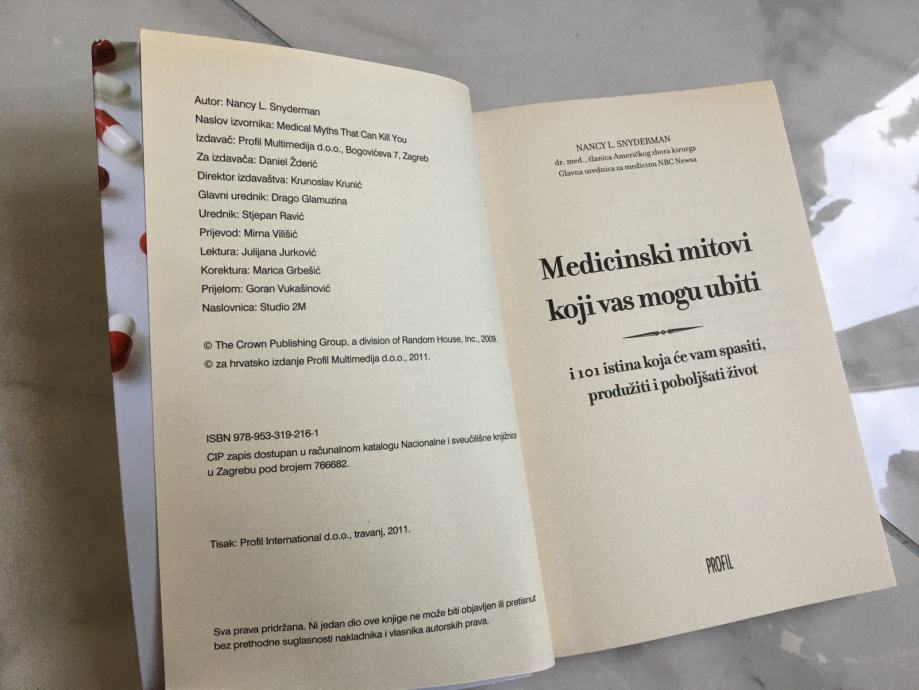 Autor: Nancy L. Snyderman
Naslov izvornika: Medical Myths That Can Kill You
Izdavač: Profil Multimedija d.o.o., Bogovićeva 7, Zagreb
Za izdavača: Daniel Žderić
Direktor izdavaštva: Krunoslav Krunić
Glavni urednik: Drago Glamuzina
Urednik: Stjepan Ravić
Prijevod: Mirna Vilišić
Lektura: Julijana Jurković
Korektura: Marica Grbešić
Prijelom: Goran Vukašinović
Naslovnica: Studio 2M
© The Crown Publishing Group, a division of Random House, Inc., 2009.
© za hrvatsko izdanje Profil Multimedija d.o.o., 2011.
ISBN 978-953-319-216-1
CIP zapis dostupan u računalnom katalogu Nacionalne i sveučilišne knjižnice
u Zagrebu pod brojem 766682.
Tisak: Profil International d.o.o., travanj, 2011.
Sva prava pridržana. Ni jedan dio ove knjige ne može biti objavljen ili pretisnut
bez prethodne suglasnosti nakladnika i vlasnika autorskih prava.
NANCY L. SNYDERMAN
dr. med., članica Američkog zbora kirurga
Glavna urednica za medicinu NBC Newsa
Medicinski mitovi
koji vas mogu ubiti
i 101 istina koja će vam spasiti,
produžiti i poboljšati život
PROFIL